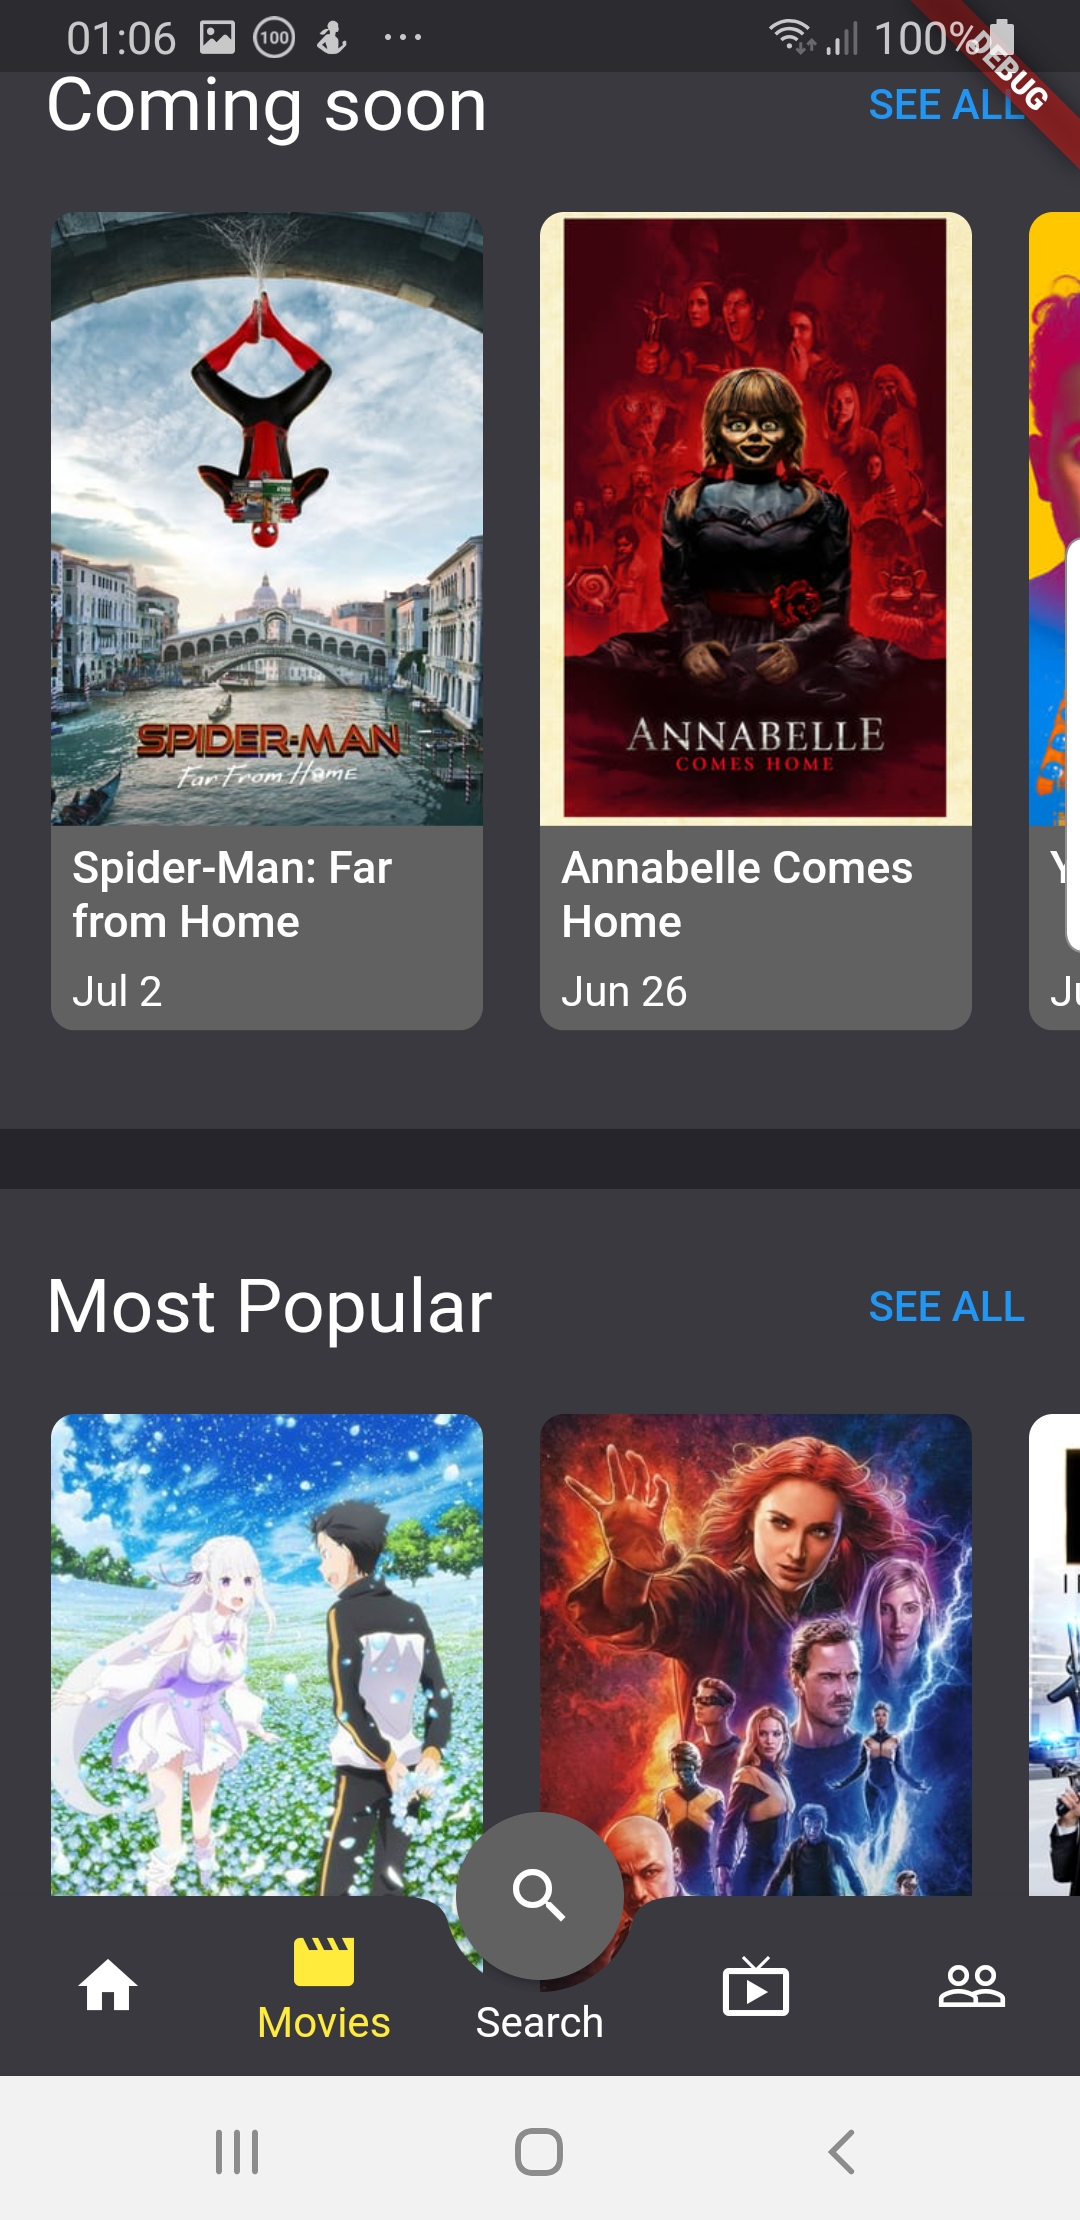 01:06
100
100%
DEBUG
Coming soon
SEE ALL
SPIDER-MAN
Far From Home
ANNABELLE
COMES HOME
Spider-Man: Far
from Home
Jul 2
Annabelle Comes
Home
Jun 26
Y
Ju
Most Popular
SEE ALL
Movies
Search